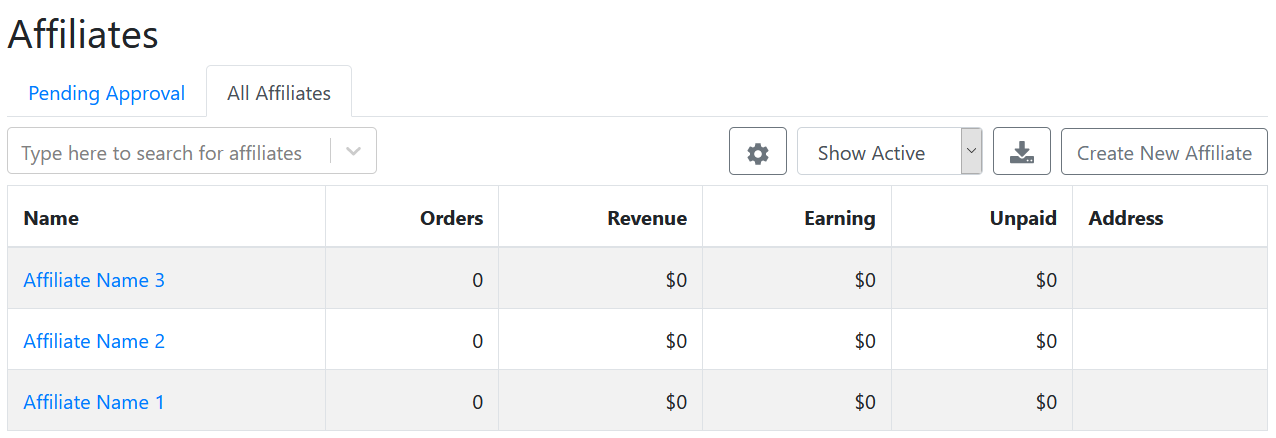 Affiliates
Pending Approval All Affiliates
Type here to search for affiliates Show Active Create New Affiliate
Name Orders Revenue Earning Unpaid Address
Affiliate Name 3 0 $0 $0 $0
Affiliate Name 2 0 $0 $0 $0
Affiliate Name 1 0 $0 $0 $0